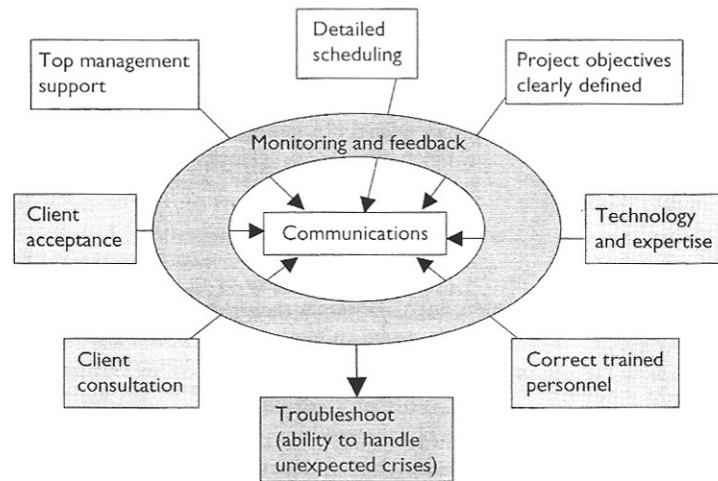 Detailed
scheduling
Top management
support
Project objectives
clearly defined
Monitoring and feedback
Client
acceptance
Communications
Technology
and expertise
Client
consultation
Correct trained
personnel
Troubleshoot
(ability to handle
unexpected crises)